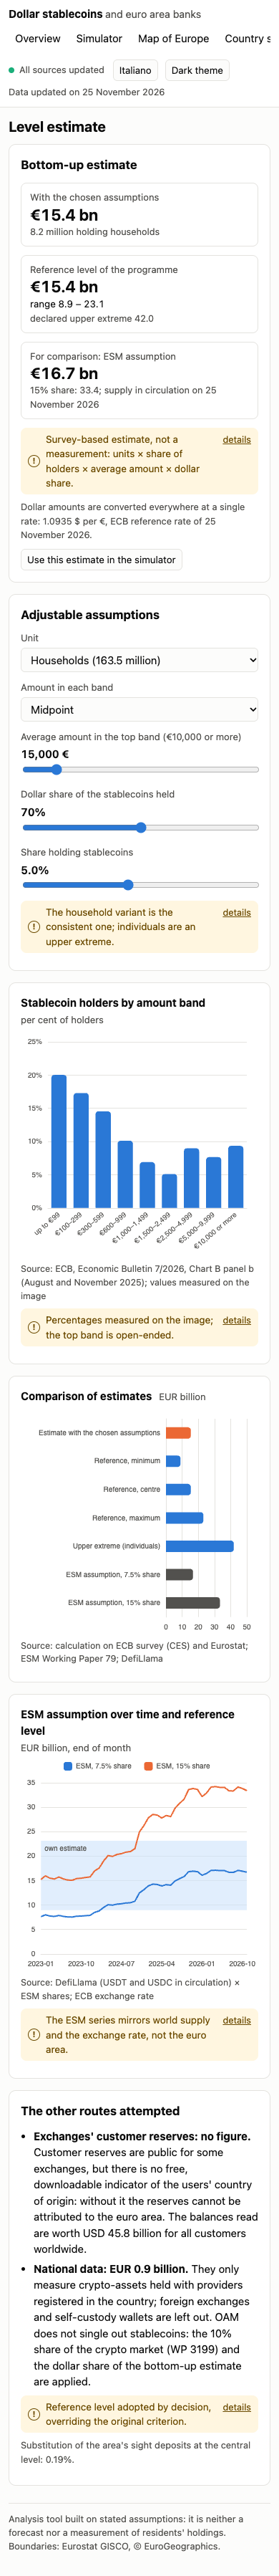 Dollar stablecoins and euro area banks
Overview Simulator Map of Europe Country s
All sources updated Italiano Dark theme
Data updated on 25 November 2026
Level estimate
Bottom-up estimate
With the chosen assumptions
€15.4 bn
8.2 million holding households
Reference level of the programme
€15.4 bn
range 8.9 – 23.1
declared upper extreme 42.0
For comparison: ESM assumption
€16.7 bn
15% share: 33.4; supply in circulation on 25
November 2026
Survey-based estimate, not a details
measurement: units × share of
holders × average amount × dollar
share.
Dollar amounts are converted everywhere at a single
rate: 1.0935 $ per €, ECB reference rate of 25
November 2026.
Use this estimate in the simulator
Adjustable assumptions
Unit
Households (163.5 million)
Amount in each band
Midpoint
Average amount in the top band (€10,000 or more)
15,000 €
Dollar share of the stablecoins held
70%
Share holding stablecoins
5.0%
The household variant is the details
consistent one; individuals are an
upper extreme.
Stablecoin holders by amount band
per cent of holders
25%
20%
15%
10%
5%
0%
up to €99
€100–299
€300–599
€600–999
€1,000–1,499
€1,500–2,499
€2,500–4,999
€5,000–9,999
€10,000 or more
Source: ECB, Economic Bulletin 7/2026, Chart B panel b
(August and November 2025); values measured on the
image
Percentages measured on the image; details
the top band is open-ended.
Comparison of estimates EUR billion
Estimate with the chosen assumptions
Reference, minimum
Reference, centre
Reference, maximum
Upper extreme (individuals)
ESM assumption, 7.5% share
ESM assumption, 15% share
0 10 20 30 40 50
Source: calculation on ECB survey (CES) and Eurostat;
ESM Working Paper 79; DefiLlama
ESM assumption over time and reference
level
EUR billion, end of month
ESM, 7.5% share ESM, 15% share
35
30
25
own estimate
20
15
10
5
0
2023-01 2023-10 2024-07 2025-04 2026-01 2026-10
Source: DefiLlama (USDT and USDC in circulation) ×
ESM shares; ECB exchange rate
The ESM series mirrors world supply details
and the exchange rate, not the euro
area.
The other routes attempted
• Exchanges' customer reserves: no figure.
Customer reserves are public for some
exchanges, but there is no free,
downloadable indicator of the users' country
of origin: without it the reserves cannot be
attributed to the euro area. The balances read
are worth USD 45.8 billion for all customers
worldwide.
• National data: EUR 0.9 billion. They only
measure crypto-assets held with providers
registered in the country; foreign exchanges
and self-custody wallets are left out. OAM
does not single out stablecoins: the 10%
share of the crypto market (WP 3199) and
the dollar share of the bottom-up estimate
are applied.
Reference level adopted by decision, details
overriding the original criterion.
Substitution of the area's sight deposits at the central
level: 0.19%.
Analysis tool built on stated assumptions: it is neither a
forecast nor a measurement of residents' holdings.
Boundaries: Eurostat GISCO, © EuroGeographics.